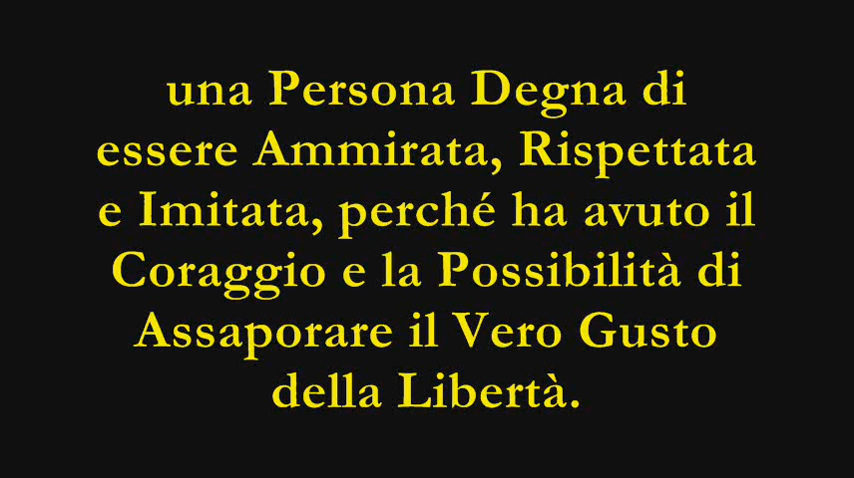 una Persona Degna di
essere Ammirata, Rispettata
e Imitata, perché ha avuto il
Coraggio e la Possibilità di
Assaporare il Vero Gusto
della Libertà.